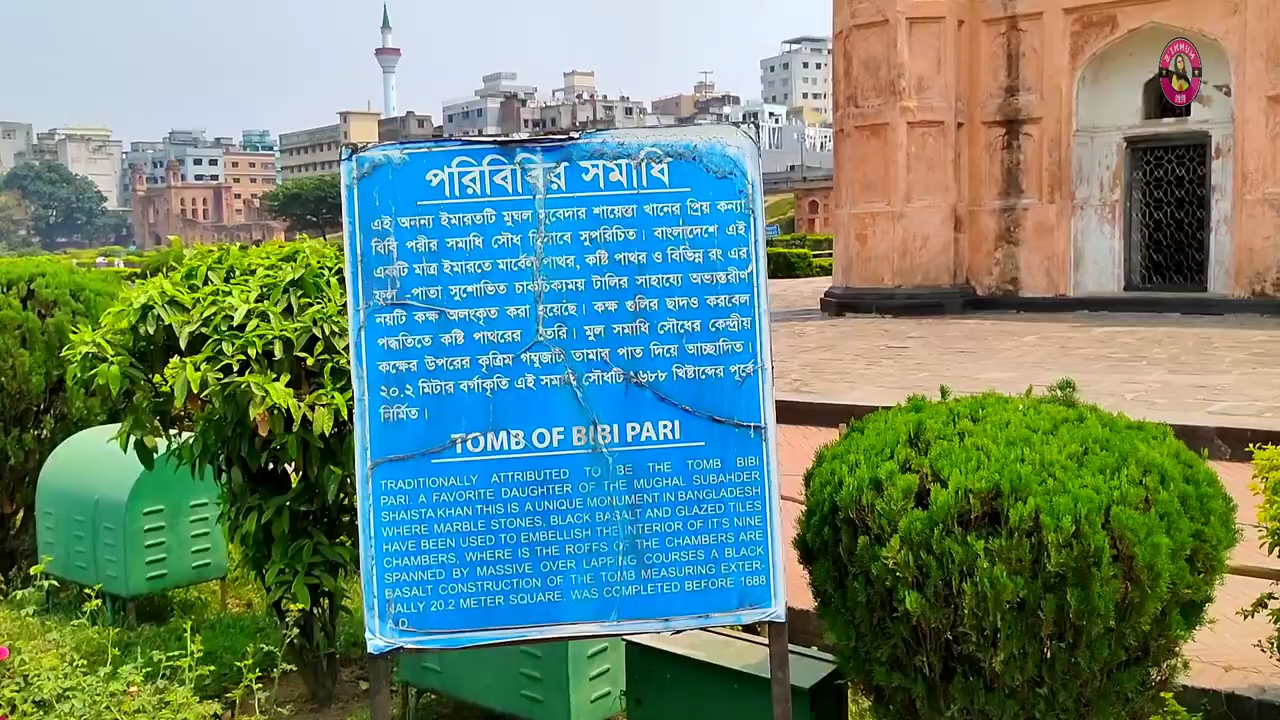 পরিবিবির সমাধি
এই অনন্য ইমারতটি মুঘল সুবেদার শায়েস্তা খানের প্রিয় কন্যা
বিবি পরীর সমাধি সৌধ হিসাবে সুপরিচিত। বাংলাদেশে এই
একটি মাত্র ইমারতে মার্বেল পাথর, কষ্টি পাথর ও বিভিন্ন রং এর
ফুল -পাতা সুশোভিত চাকচিক্যময় টালির সাহায্যে অভ্যন্তরীণ
নয়টি কক্ষ অলংকৃত করা হয়েছে। কক্ষ গুলির ছাদও করবেল
পদ্ধতিতে কষ্টি পাথরের তৈরি। মুল সমাধি সৌধের কেন্দ্রীয়
কক্ষের উপরের কৃত্রিম গম্বুজটি তামার পাত দিয়ে আচ্ছাদিত।
২০.২ মিটার বর্গাকৃতি এই সমাধি সৌধটি ১৬৮৮ খিষ্টাব্দের পূর্বে
নির্মিত।
TOMB OF BIBI PARI
TRADITIONALLY ATTRIBUTED TO BE THE TOMB BIBI
PARI. A FAVORITE DAUGHTER OF THE MUGHAL SUBAHDER
SHAISTA KHAN THIS IS A UNIQUE MONUMENT IN BANGLADESH
WHERE MARBLE STONES, BLACK BASALT AND GLAZED TILES
HAVE BEEN USED TO EMBELLISH THE INTERIOR OF IT'S NINE
CHAMBERS, WHERE IS THE ROFFS OF THE CHAMBERS ARE
SPANNED BY MASSIVE OVER LAPPING COURSES A BLACK
BASALT CONSTRUCTION OF THE TOMB MEASURING EXTER-
NALLY 20.2 METER SQUARE, WAS COMPLETED BEFORE 1688
A.D.